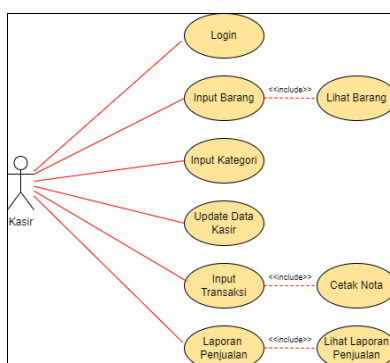 Login
Input Barang
<<include>>
Lihat Barang
Input Kategori
Kasir
Update Data
Kasir
Input
Transaksi
<<include>>
Cetak Nota
Laporan
Penjualan
<<include>>
Lihat Laporan
Penjualan